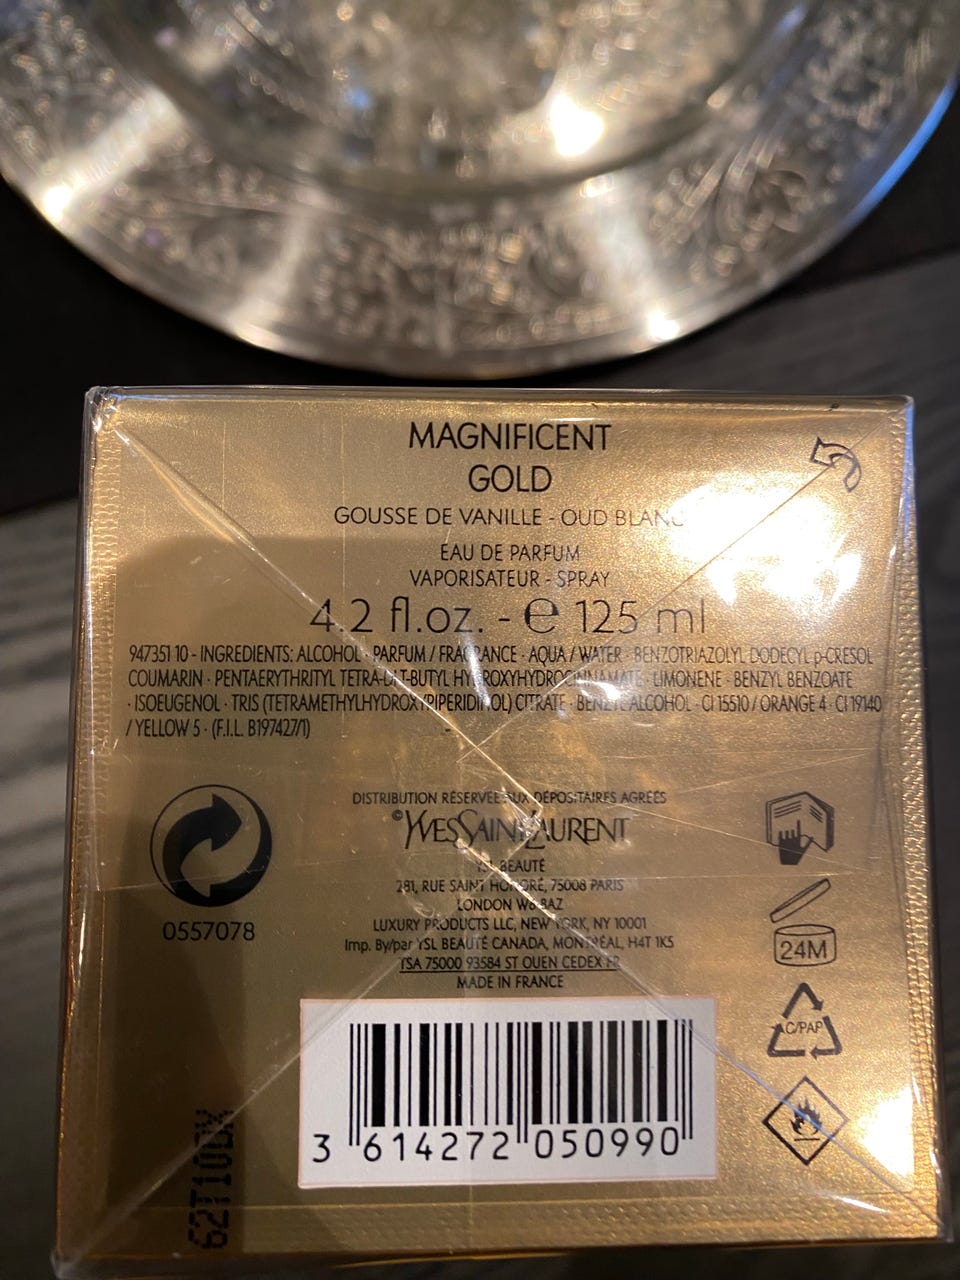 MAGNIFICENT
GOLD
GOUSSE DE VANILLE - OUD BLANC
EAU DE PARFUM
VAPORISATEUR - SPRAY
4.2 fl.oz. - ℮ 125 ml
947351 10 - INGREDIENTS: ALCOHOL · PARFUM / FRAGRANCE · AQUA / WATER · BENZOTRIAZOLYL DODECYL p-CRESOL
COUMARIN · PENTAERYTHRITYL TETRA-DI-T-BUTYL HYDROXYHYDROCINNAMATE · LIMONENE · BENZYL BENZOATE
· ISOEUGENOL · TRIS (TETRAMETHYLHYDROXYPIPERIDINOL) CITRATE · BENZYL ALCOHOL · CI 15510 / ORANGE 4 · CI 19140
/ YELLOW 5 · (F.I.L. B197427/1)
DISTRIBUTION RÉSERVÉE AUX DÉPOSITAIRES AGRÉÉS
©YVESSAINTLAURENT
YSL BEAUTÉ
281, RUE SAINT HONORÉ, 75008 PARIS
LONDON W6 8AZ
LUXURY PRODUCTS LLC, NEW YORK, NY 10001
Imp. By/par YSL BEAUTÉ CANADA, MONTRÉAL, H4T 1K5
TSA 75000 93584 ST OUEN CEDEX FR
MADE IN FRANCE
0557078
24M
C/PAP
3 614272 050990
62T100X